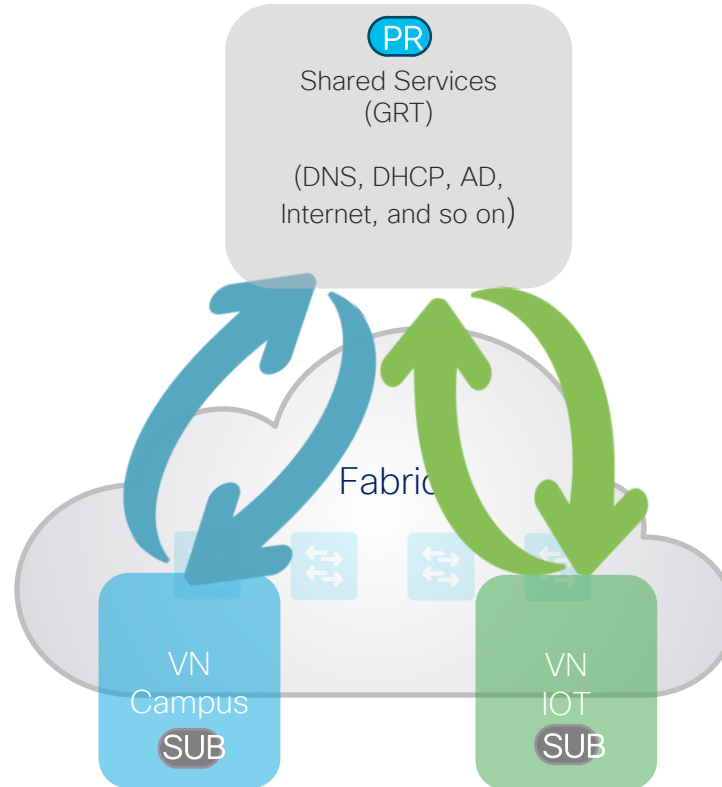 PR
Shared Services
(GRT)
(DNS, DHCP, AD,
Internet, and so on)
Fabric
VN
Campus
SUB
VN
IOT
SUB